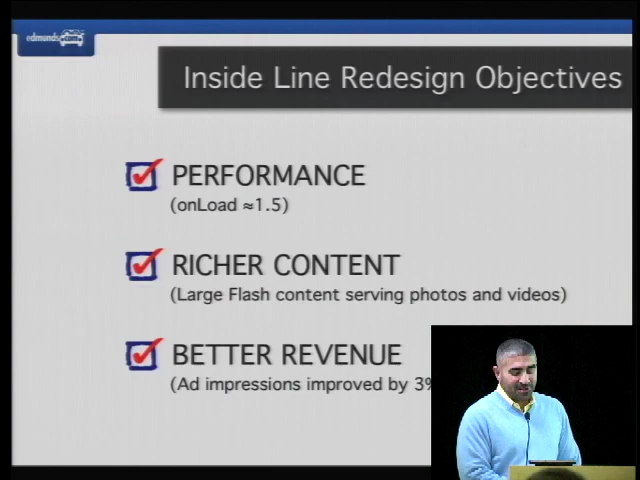 edmunds
Inside Line Redesign Objectives
PERFORMANCE
(onLoad ≈1.5)
RICHER CONTENT
(Large Flash content serving photos and videos)
BETTER REVENUE
(Ad impressions improved by 3%